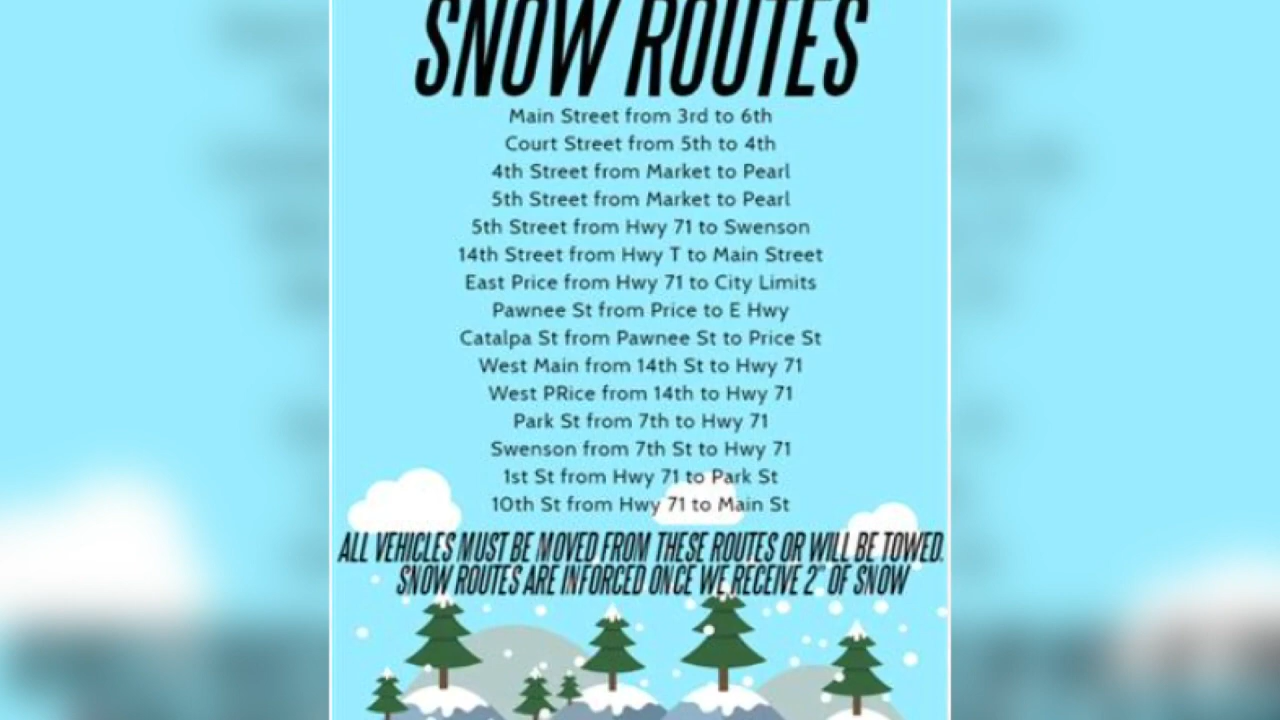 SNOW ROUTES
Main Street from 3rd to 6th
Court Street from 5th to 4th
4th Street from Market to Pearl
5th Street from Market to Pearl
5th Street from Hwy 71 to Swenson
14th Street from Hwy T to Main Street
East Price from Hwy 71 to City Limits
Pawnee St from Price to E Hwy
Catalpa St from Pawnee St to Price St
West Main from 14th St to Hwy 71
West PRice from 14th to Hwy 71
Park St from 7th to Hwy 71
Swenson from 7th St to Hwy 71
1st St from Hwy 71 to Park St
10th St from Hwy 71 to Main St
ALL VEHICLES MUST BE MOVED FROM THESE ROUTES OR WILL BE TOWED.
SNOW ROUTES ARE INFORCED ONCE WE RECEIVE 2" OF SNOW